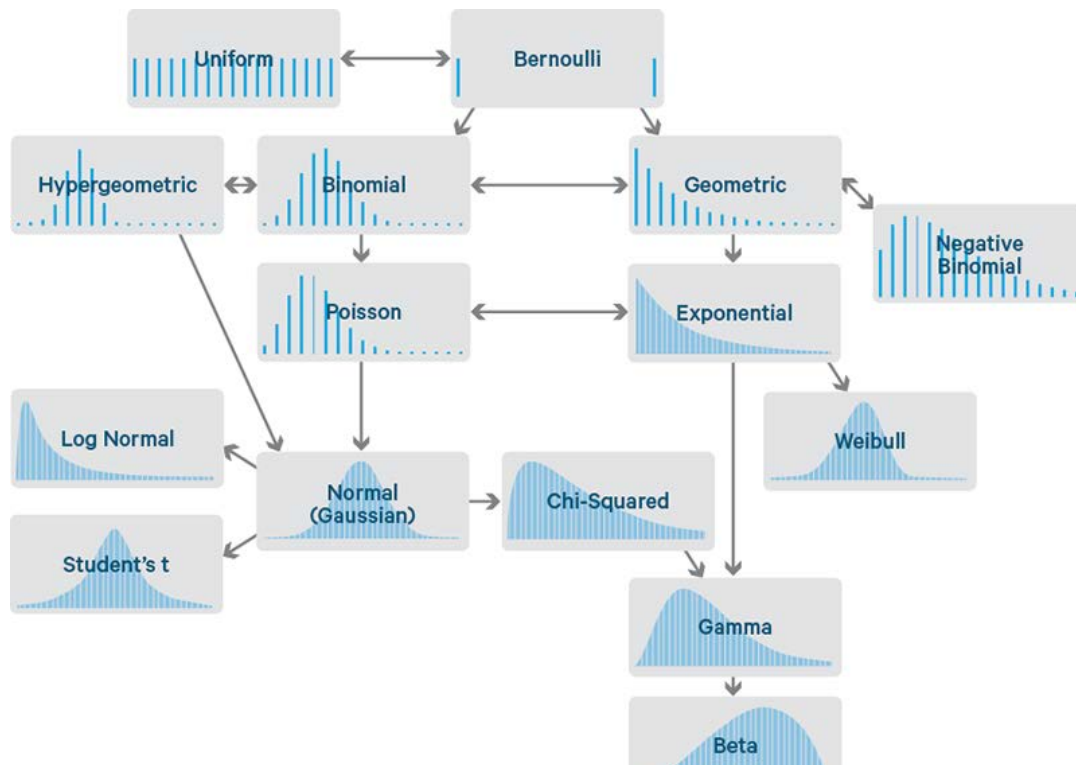 Uniform
Bernoulli
Hypergeometric
Binomial
Geometric
Negative
Binomial
Poisson
Exponential
Log Normal
Weibull
Normal
(Gaussian)
Chi-Squared
Student's t
Gamma
Beta